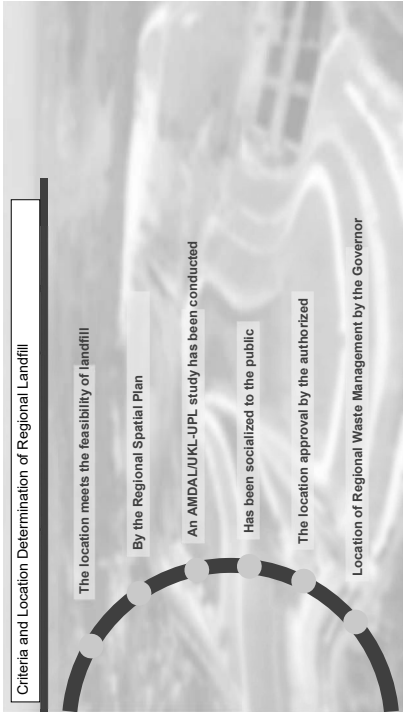 Criteria and Location Determination of Regional Landfill
The location meets the feasibility of landfill
By the Regional Spatial Plan
An AMDAL/UKL-UPL study has been conducted
Has been socialized to the public
The location approval by the authorized
Location of Regional Waste Management by the Governor